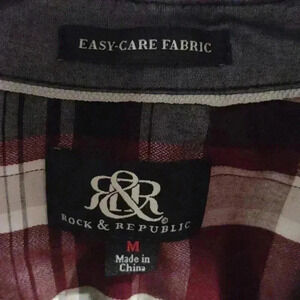 EASY-CARE FABRIC
R&R
ROCK & REPUBLIC
M
Made in
China